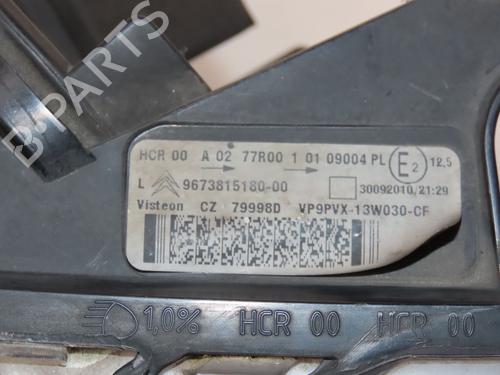 B-PARTS
HCR 00 A 02 77R00 1 01 09004 PL E2 12,5
L 9673815180-00 30092010/21:29
Visteon CZ 79998D VP9PVX-13W030-CF
1,0% HCR 00 HCR 00